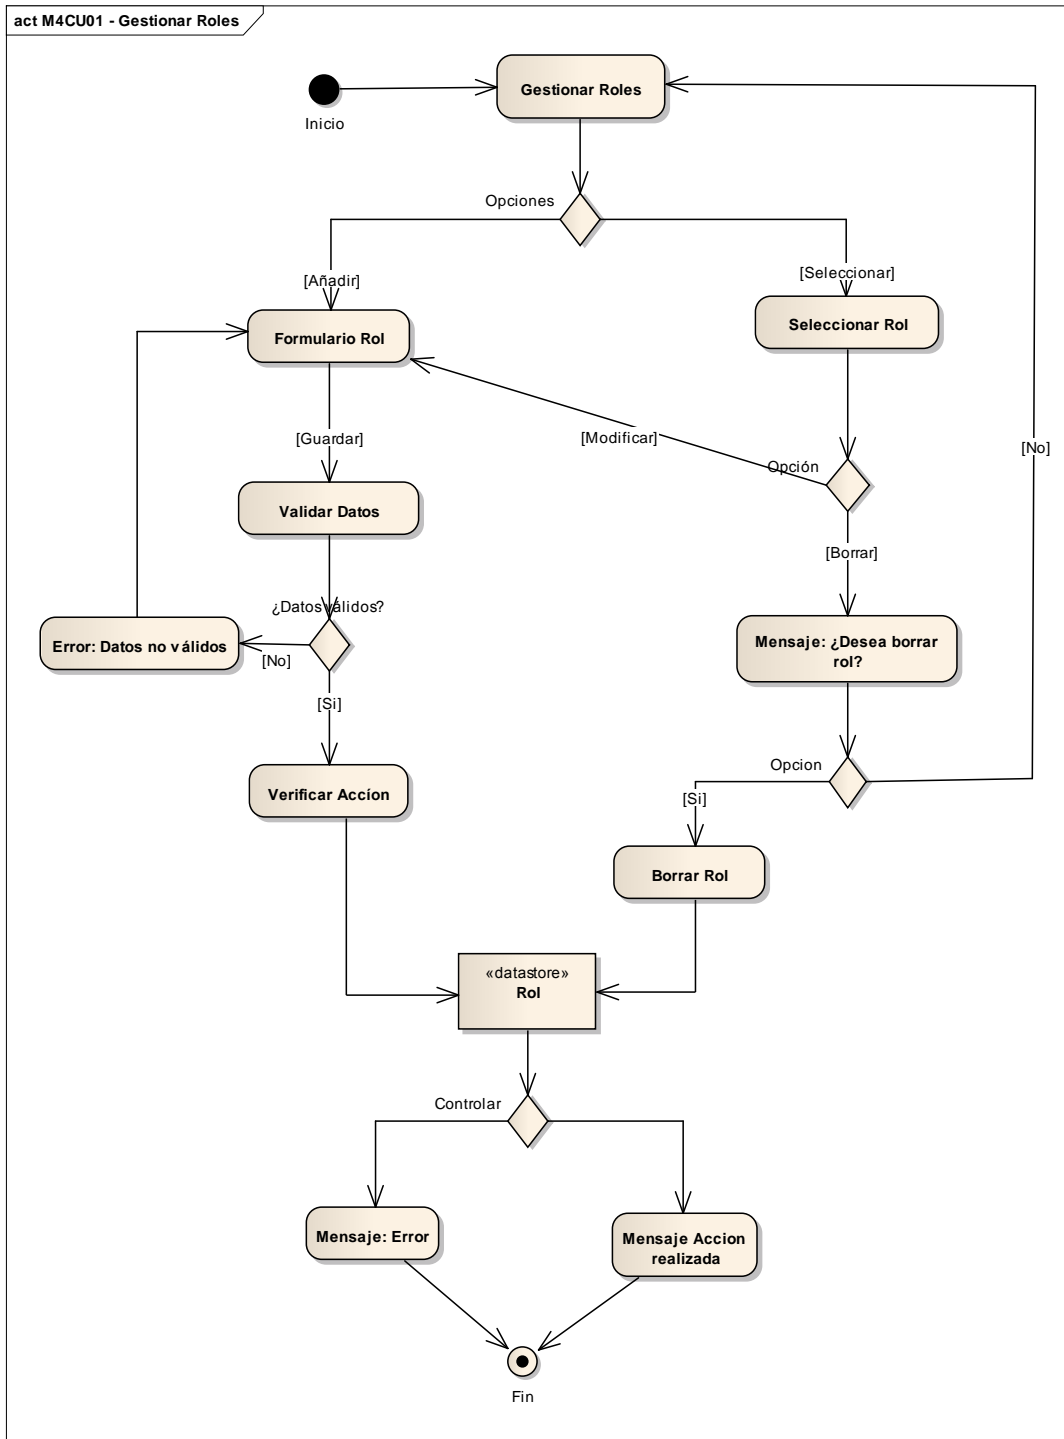 act M4CU01 - Gestionar Roles
Gestionar Roles
Inicio
Opciones
[Añadir]
[Seleccionar]
Formulario Rol
Seleccionar Rol
[Guardar]
[Modificar]
[No]
Opción
Validar Datos
[Borrar]
¿Datos válidos?
Error: Datos no válidos
[No]
Mensaje: ¿Desea borrar
rol?
[Si]
Opcion
Verificar Accíon
[Si]
Borrar Rol
«datastore»
Rol
Controlar
Mensaje: Error
Mensaje Accion
realizada
Fin